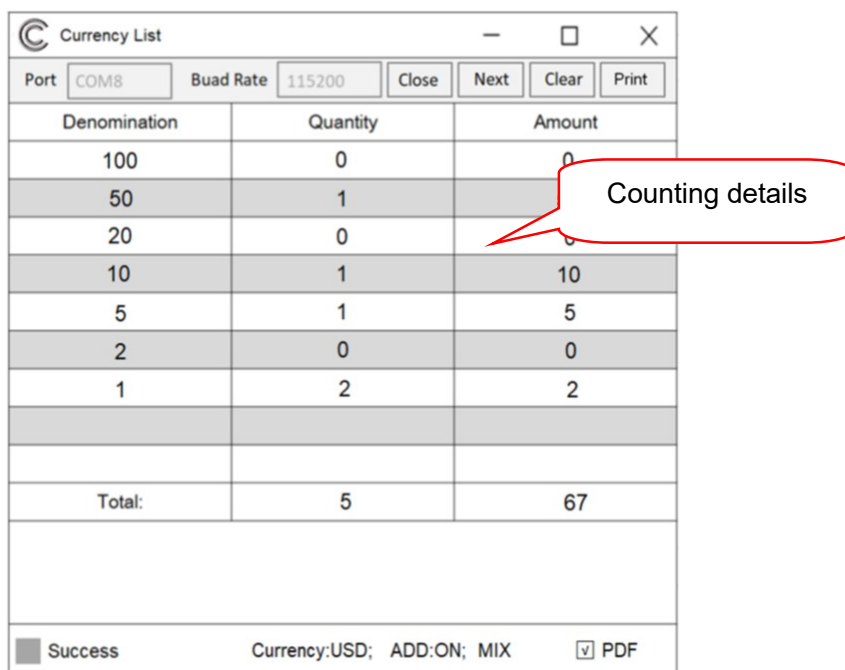 Currency List
Port COM8 Buad Rate 115200 Close Next Clear Print
Denomination Quantity Amount
100 0 0
50 1
Counting details
20 0 0
10 1 10
5 1 5
2 0 0
1 2 2
Total: 5 67
Success Currency:USD; ADD:ON; MIX √ PDF